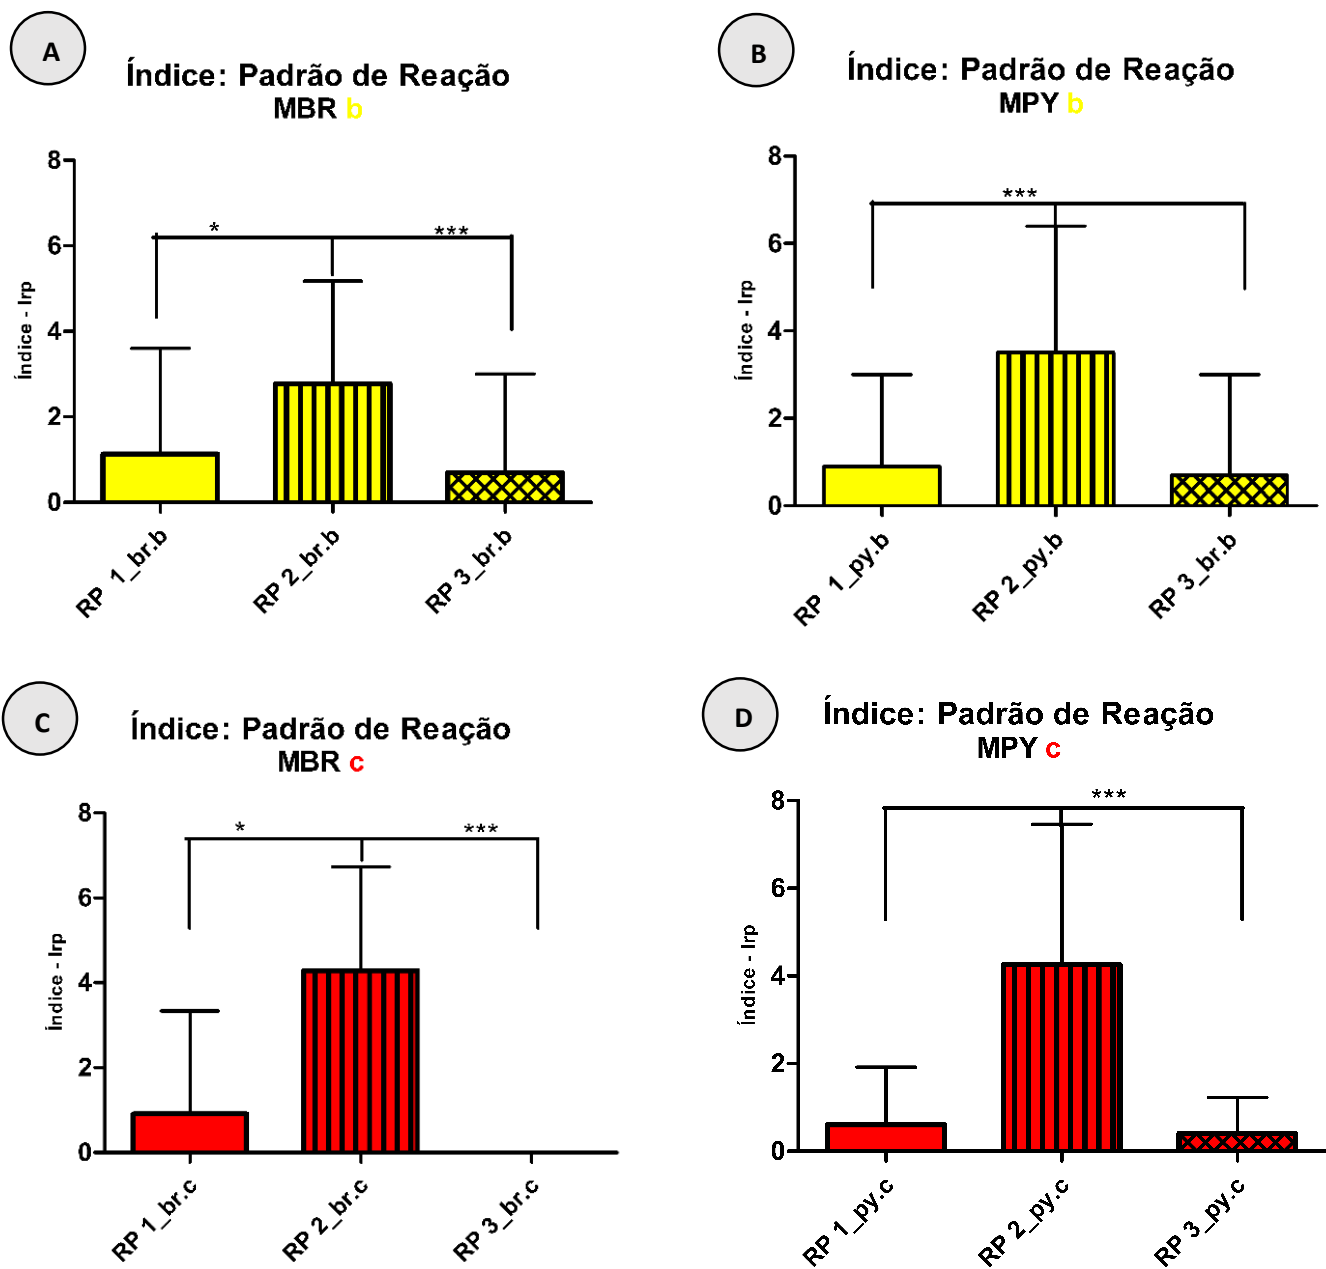 A
Índice: Padrão de Reação
MBR b
8
6
4
2
0
Índice - Irp
*
***
RP 1_br.b
RP 2_br.b
RP 3_br.b
B
Índice: Padrão de Reação
MPY b
8
6
4
2
0
Índice - Irp
***
RP 1_py.b
RP 2_py.b
RP 3_br.b
C
Índice: Padrão de Reação
MBR c
8
6
4
2
0
Índice - Irp
*
***
RP 1_br.c
RP 2_br.c
RP 3_br.c
D
Índice: Padrão de Reação
MPY c
8
6
4
2
0
Índice - Irp
***
RP 1_py.c
RP 2_py.c
RP 3_py.c